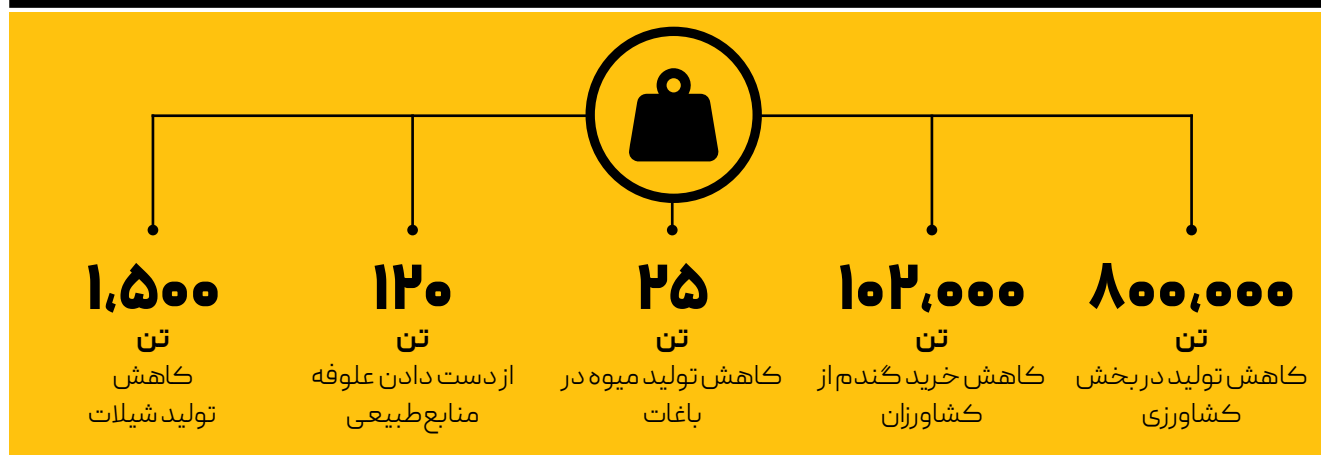 ۸۰۰,۰۰۰
تن
کاهش تولید در بخش
کشاورزی
۱۰۲,۰۰۰
تن
کاهش خرید گندم از
کشاورزان
۲۵
تن
کاهش تولید میوه در
باغات
۱۲۰
تن
از دست دادن علوفه
منابع طبیعی
۱,۵۰۰
تن
کاهش
تولید شیلات